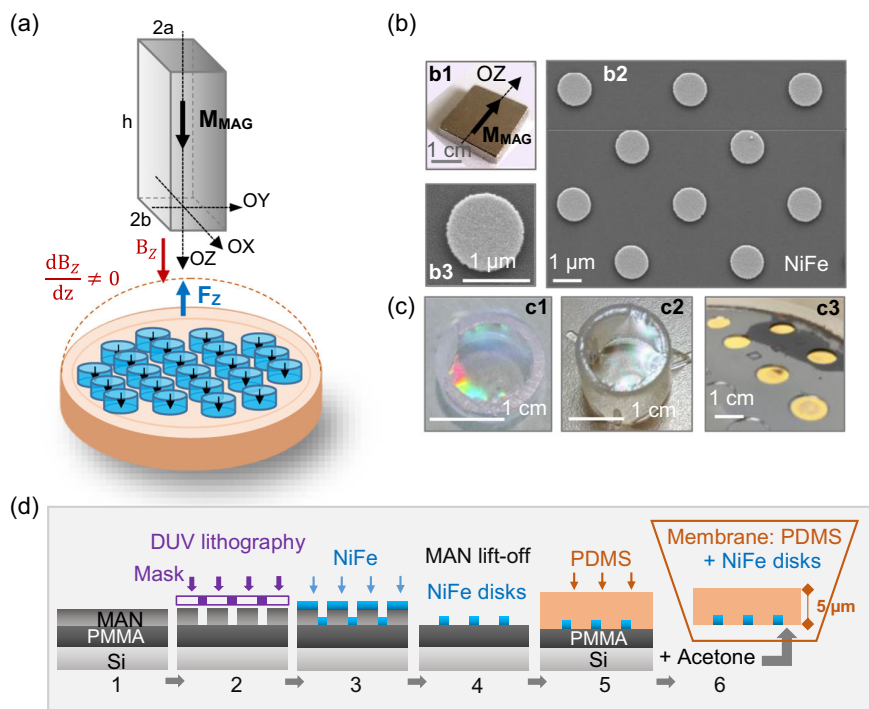 (a)
2a
h
M_MAG
2b
OY
OX
OZ
B_Z
dB_Z/dz ≠ 0
F_Z
(b)
b1
OZ
M_MAG
1 cm
b2
1 µm
NiFe
b3
1 µm
(c)
c1
1 cm
c2
1 cm
c3
1 cm
(d)
DUV lithography
Mask
NiFe
MAN lift-off
NiFe disks
PDMS
Membrane: PDMS
+ NiFe disks
5 µm
MAN
PMMA
Si
PMMA
Si
+ Acetone
1
2
3
4
5
6